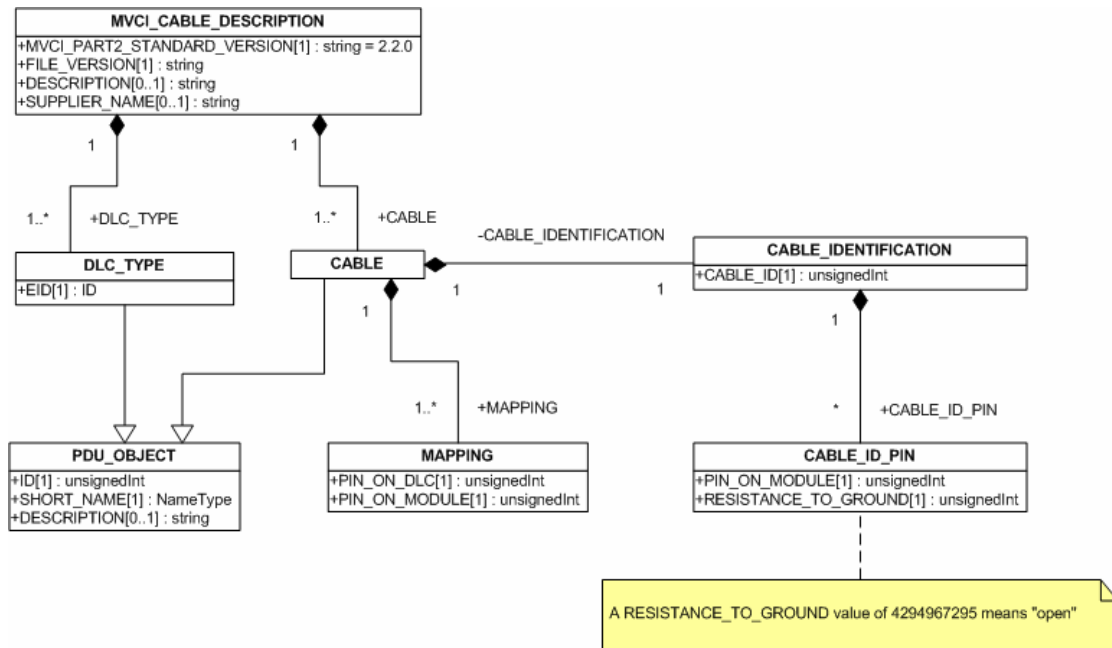 MVCI_CABLE_DESCRIPTION
+MVCI_PART2_STANDARD_VERSION[1] : string = 2.2.0
+FILE_VERSION[1] : string
+DESCRIPTION[0..1] : string
+SUPPLIER_NAME[0..1] : string
1
1
1..*
+DLC_TYPE
1..*
+CABLE
-CABLE_IDENTIFICATION
DLC_TYPE
+EID[1] : ID
CABLE
1
1
CABLE_IDENTIFICATION
+CABLE_ID[1] : unsignedInt
1
1
1..*
+MAPPING
*
+CABLE_ID_PIN
PDU_OBJECT
+ID[1] : unsignedInt
+SHORT_NAME[1] : NameType
+DESCRIPTION[0..1] : string
MAPPING
+PIN_ON_DLC[1] : unsignedInt
+PIN_ON_MODULE[1] : unsignedInt
CABLE_ID_PIN
+PIN_ON_MODULE[1] : unsignedInt
+RESISTANCE_TO_GROUND[1] : unsignedInt
A RESISTANCE_TO_GROUND value of 4294967295 means "open"